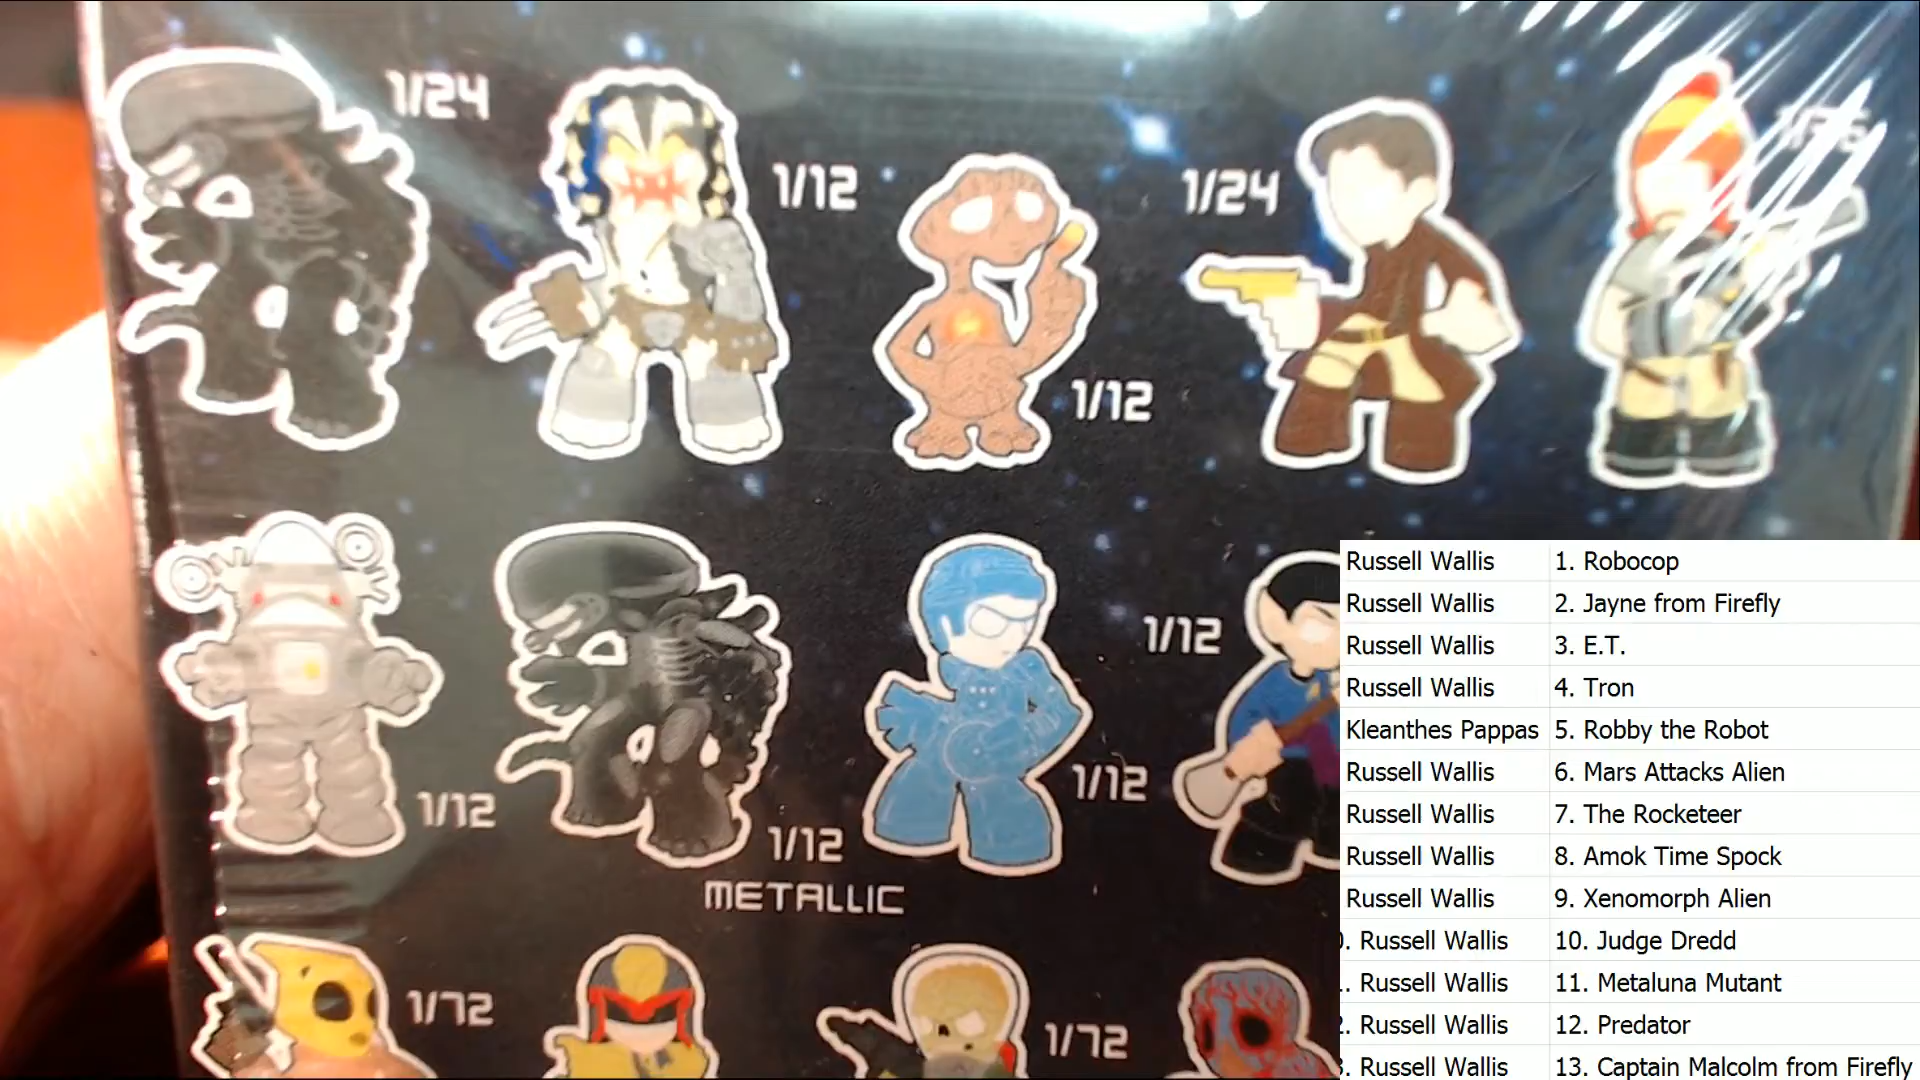 1/24
1/12
1/24
1/12
1/12
1/12
1/12
1/12
METALLIC
1/72
1/72
Russell Wallis 1. Robocop
Russell Wallis 2. Jayne from Firefly
Russell Wallis 3. E.T.
Russell Wallis 4. Tron
Kleanthes Pappas 5. Robby the Robot
Russell Wallis 6. Mars Attacks Alien
Russell Wallis 7. The Rocketeer
Russell Wallis 8. Amok Time Spock
Russell Wallis 9. Xenomorph Alien
. Russell Wallis 10. Judge Dredd
. Russell Wallis 11. Metaluna Mutant
. Russell Wallis 12. Predator
. Russell Wallis 13. Captain Malcolm from Firefly